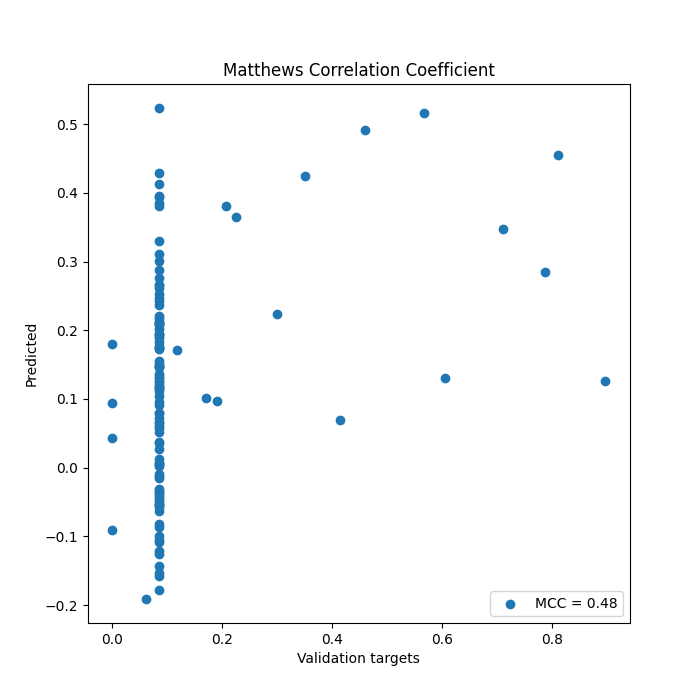 Matthews Correlation Coefficient
Predicted
0.5
0.4
0.3
0.2
0.1
0.0
−0.1
−0.2
MCC = 0.48
0.0 0.2 0.4 0.6 0.8
Validation targets